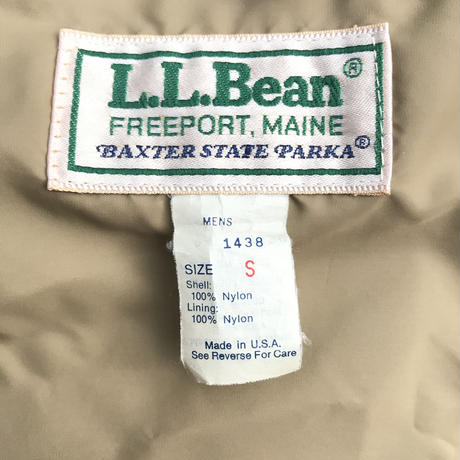 L.L.Bean®
FREEPORT, MAINE
BAXTER STATE PARKA®
MENS
1438
SIZE S
Shell:
100% Nylon
Lining:
100% Nylon
Made in U.S.A.
See Reverse For Care